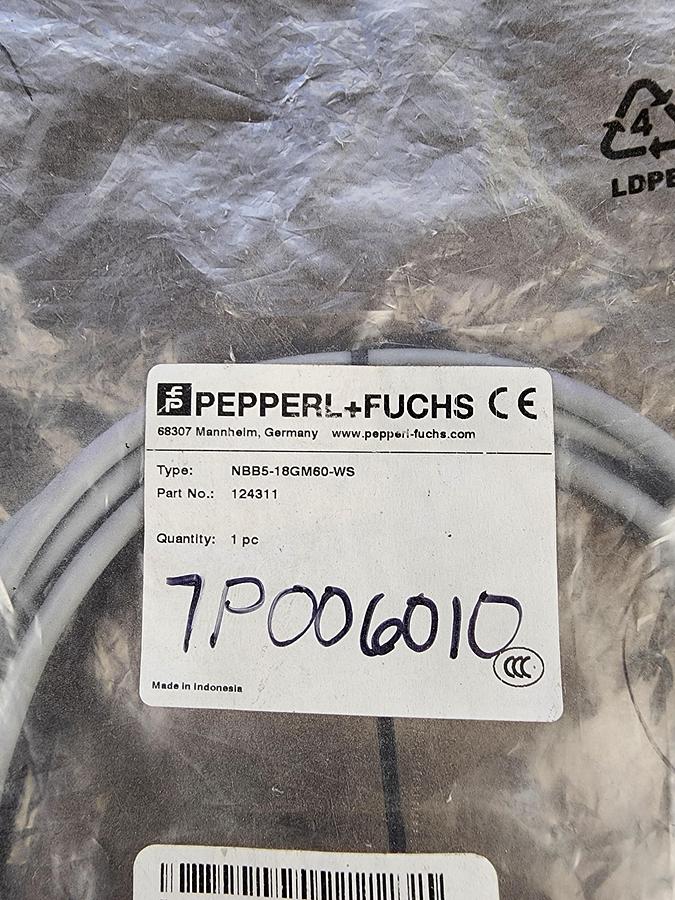 4
LDPE
PEPPERL+FUCHS CE
68307 Mannheim, Germany www.pepperl-fuchs.com
Type: NBB5-18GM60-WS
Part No.: 124311
Quantity: 1 pc
7P006010
CCC
Made in Indonesia